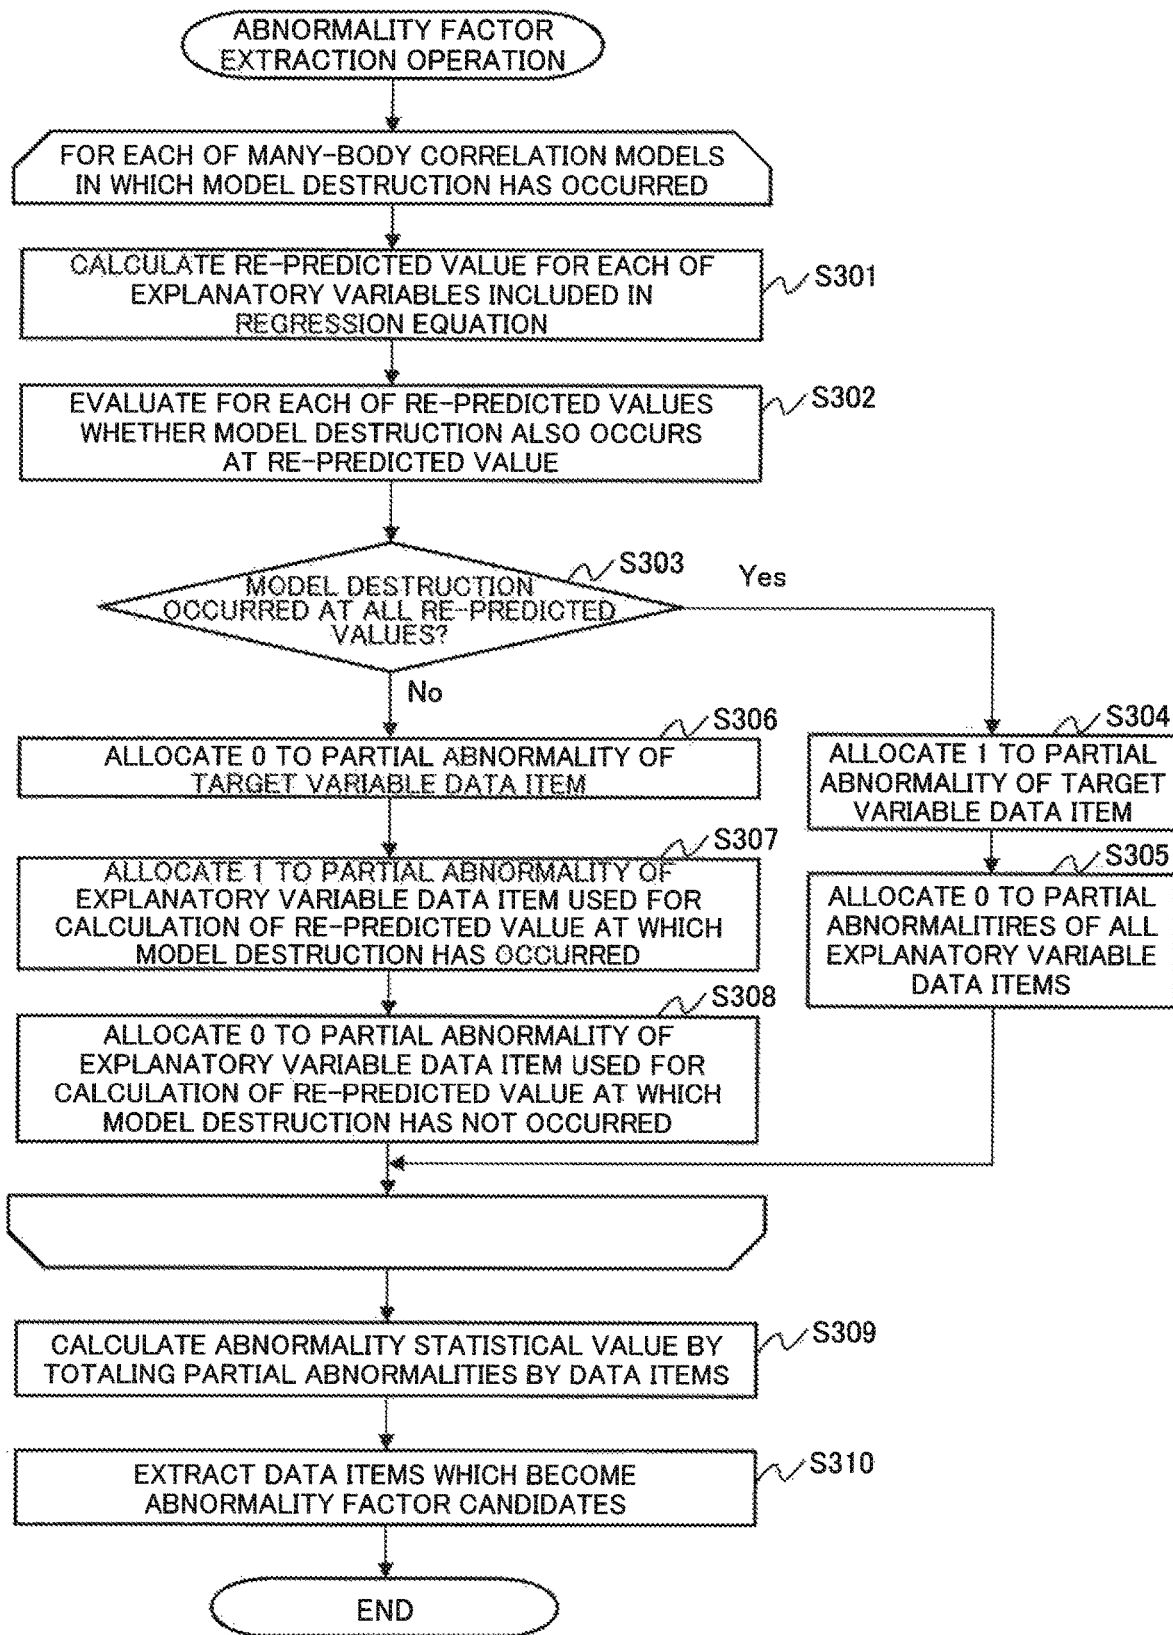 ABNORMALITY FACTOR
EXTRACTION OPERATION
FOR EACH OF MANY-BODY CORRELATION MODELS
IN WHICH MODEL DESTRUCTION HAS OCCURRED
CALCULATE RE-PREDICTED VALUE FOR EACH OF
EXPLANATORY VARIABLES INCLUDED IN
REGRESSION EQUATION
S301
EVALUATE FOR EACH OF RE-PREDICTED VALUES
WHETHER MODEL DESTRUCTION ALSO OCCURS
AT RE-PREDICTED VALUE
S302
MODEL DESTRUCTION
OCCURRED AT ALL RE-PREDICTED
VALUES?
S303
Yes
No
S306
ALLOCATE 0 TO PARTIAL ABNORMALITY OF
TARGET VARIABLE DATA ITEM
S304
ALLOCATE 1 TO PARTIAL
ABNORMALITY OF TARGET
VARIABLE DATA ITEM
S307
ALLOCATE 1 TO PARTIAL ABNORMALITY OF
EXPLANATORY VARIABLE DATA ITEM USED FOR
CALCULATION OF RE-PREDICTED VALUE AT WHICH
MODEL DESTRUCTION HAS OCCURRED
S305
ALLOCATE 0 TO PARTIAL
ABNORMALITIRES OF ALL
EXPLANATORY VARIABLE
DATA ITEMS
S308
ALLOCATE 0 TO PARTIAL ABNORMALITY OF
EXPLANATORY VARIABLE DATA ITEM USED FOR
CALCULATION OF RE-PREDICTED VALUE AT WHICH
MODEL DESTRUCTION HAS NOT OCCURRED
CALCULATE ABNORMALITY STATISTICAL VALUE BY
TOTALING PARTIAL ABNORMALITIES BY DATA ITEMS
S309
EXTRACT DATA ITEMS WHICH BECOME
ABNORMALITY FACTOR CANDIDATES
S310
END